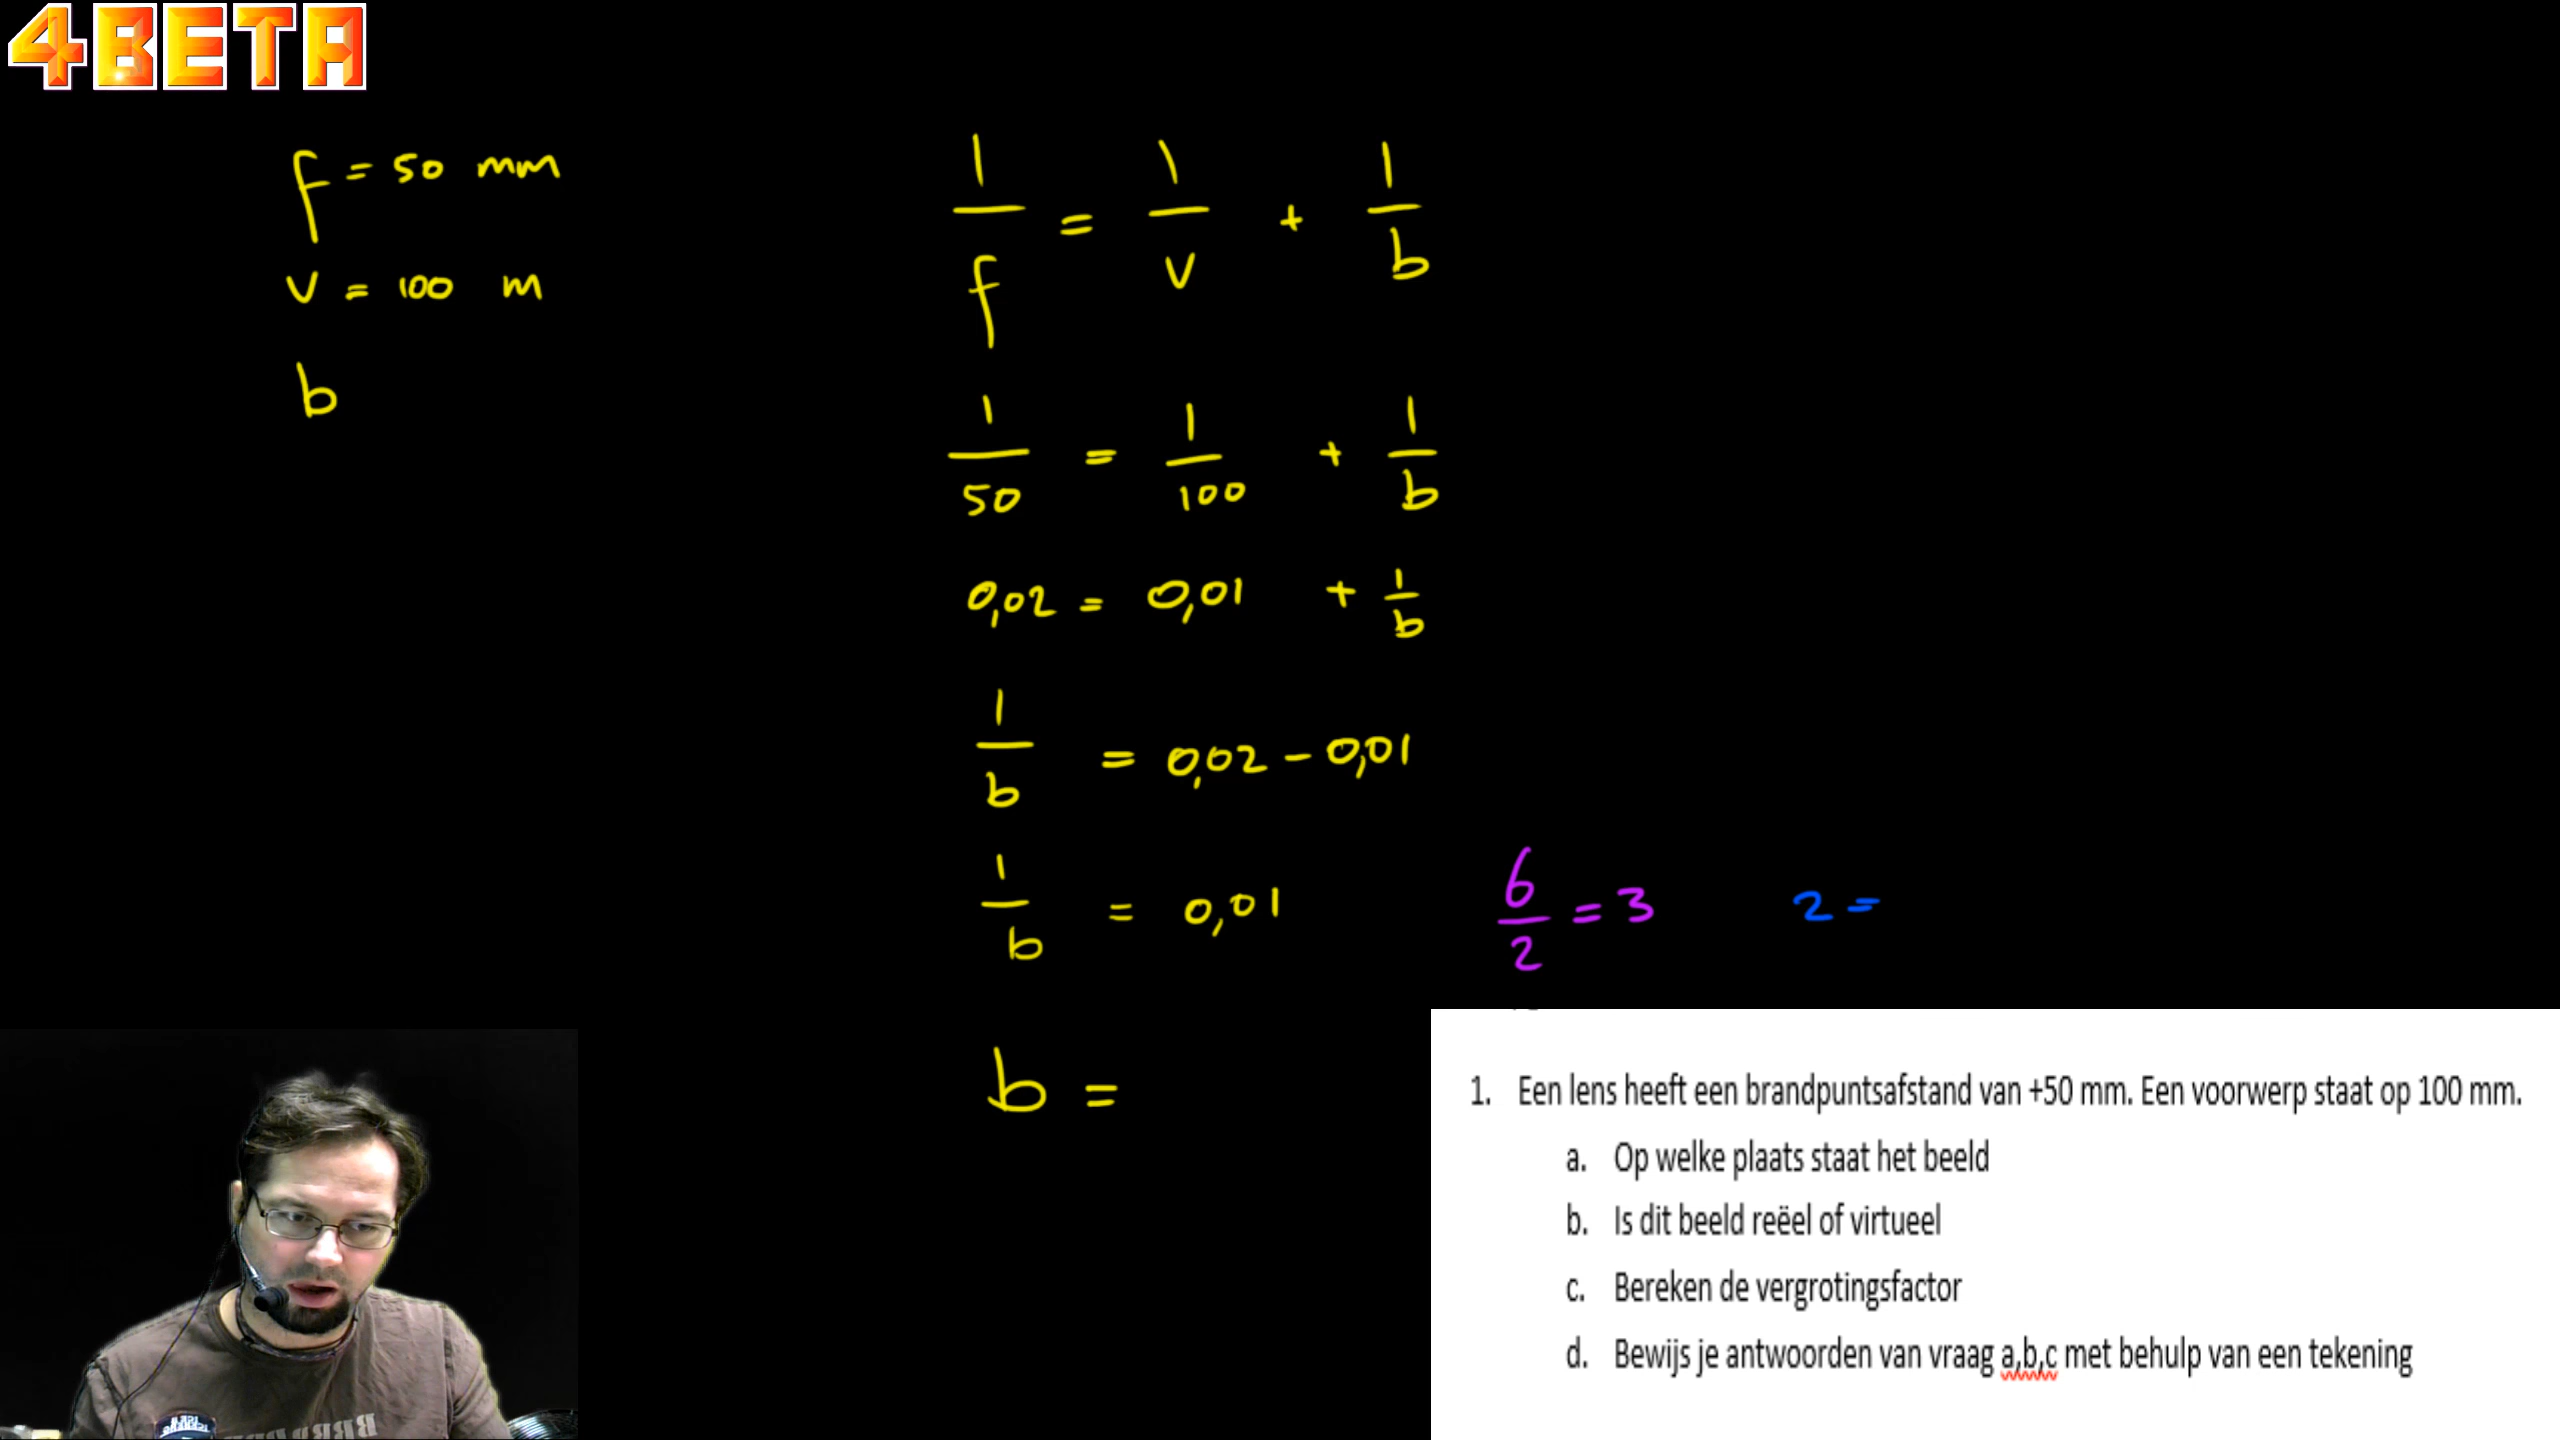 4BETA
f = 50 mm
v = 100 m
b
1/f = 1/v + 1/b
1/50 = 1/100 + 1/b
0,02 = 0,01 + 1/b
1/b = 0,02 - 0,01
1/b = 0,01
6/2 = 3
2 =
b =
1. Een lens heeft een brandpuntsafstand van +50 mm. Een voorwerp staat op 100 mm.
a. Op welke plaats staat het beeld
b. Is dit beeld reëel of virtueel
c. Bereken de vergrotingsfactor
d. Bewijs je antwoorden van vraag a,b,c met behulp van een tekening